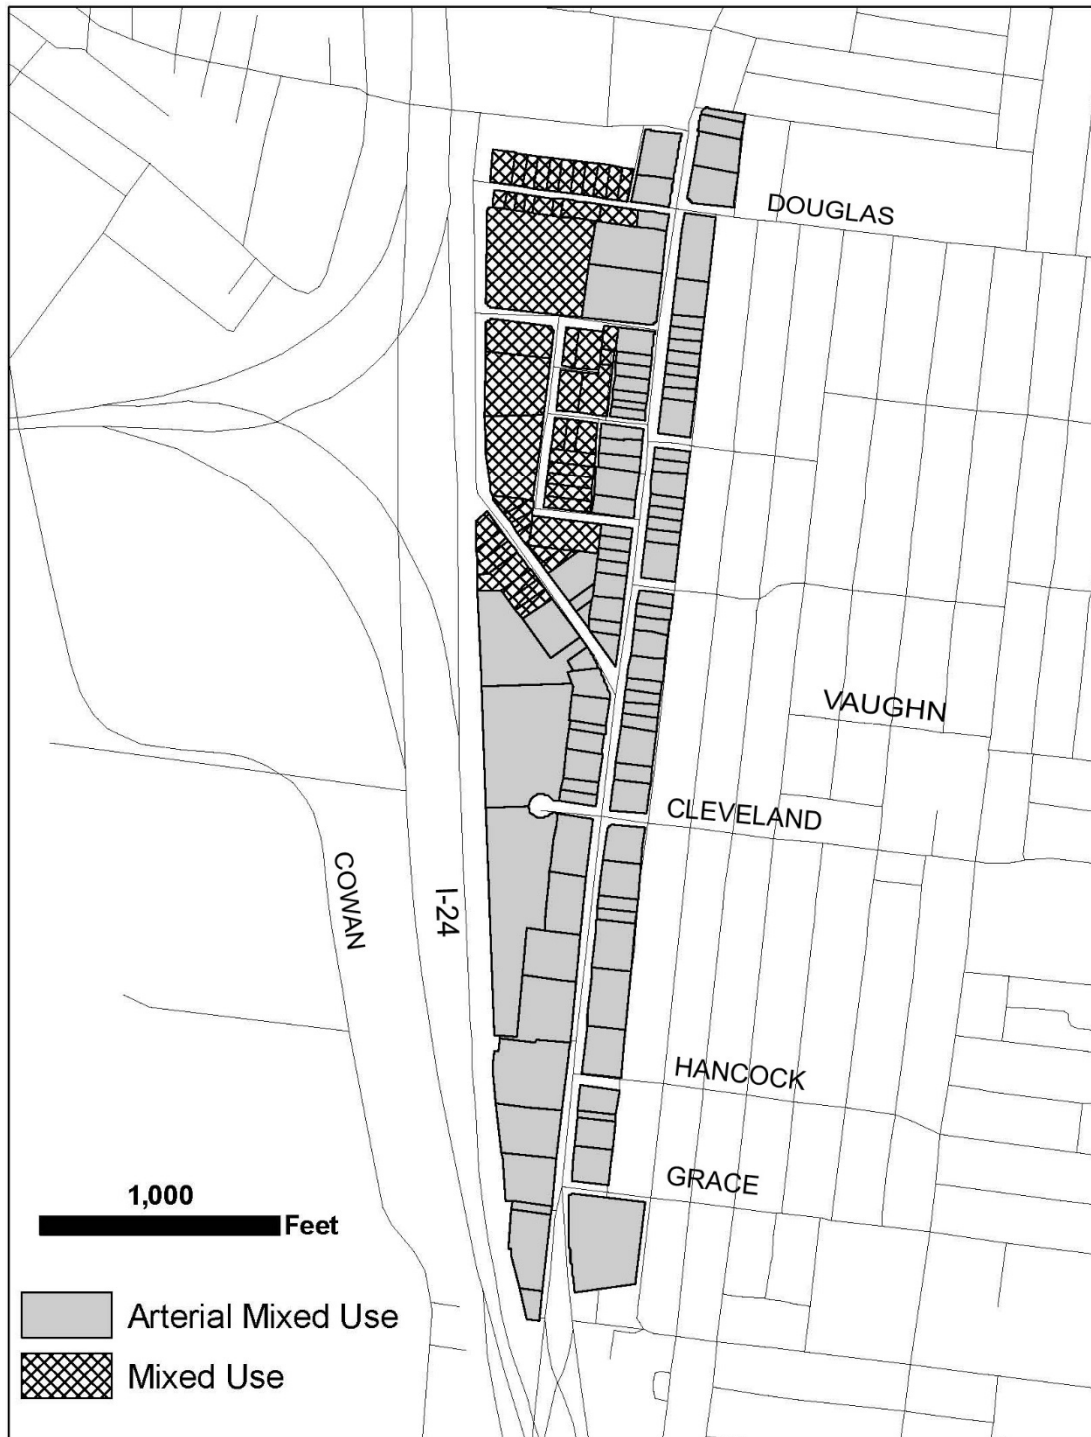 DOUGLAS
VAUGHN
CLEVELAND
COWAN
I-24
HANCOCK
GRACE
1,000
Feet
Arterial Mixed Use
Mixed Use